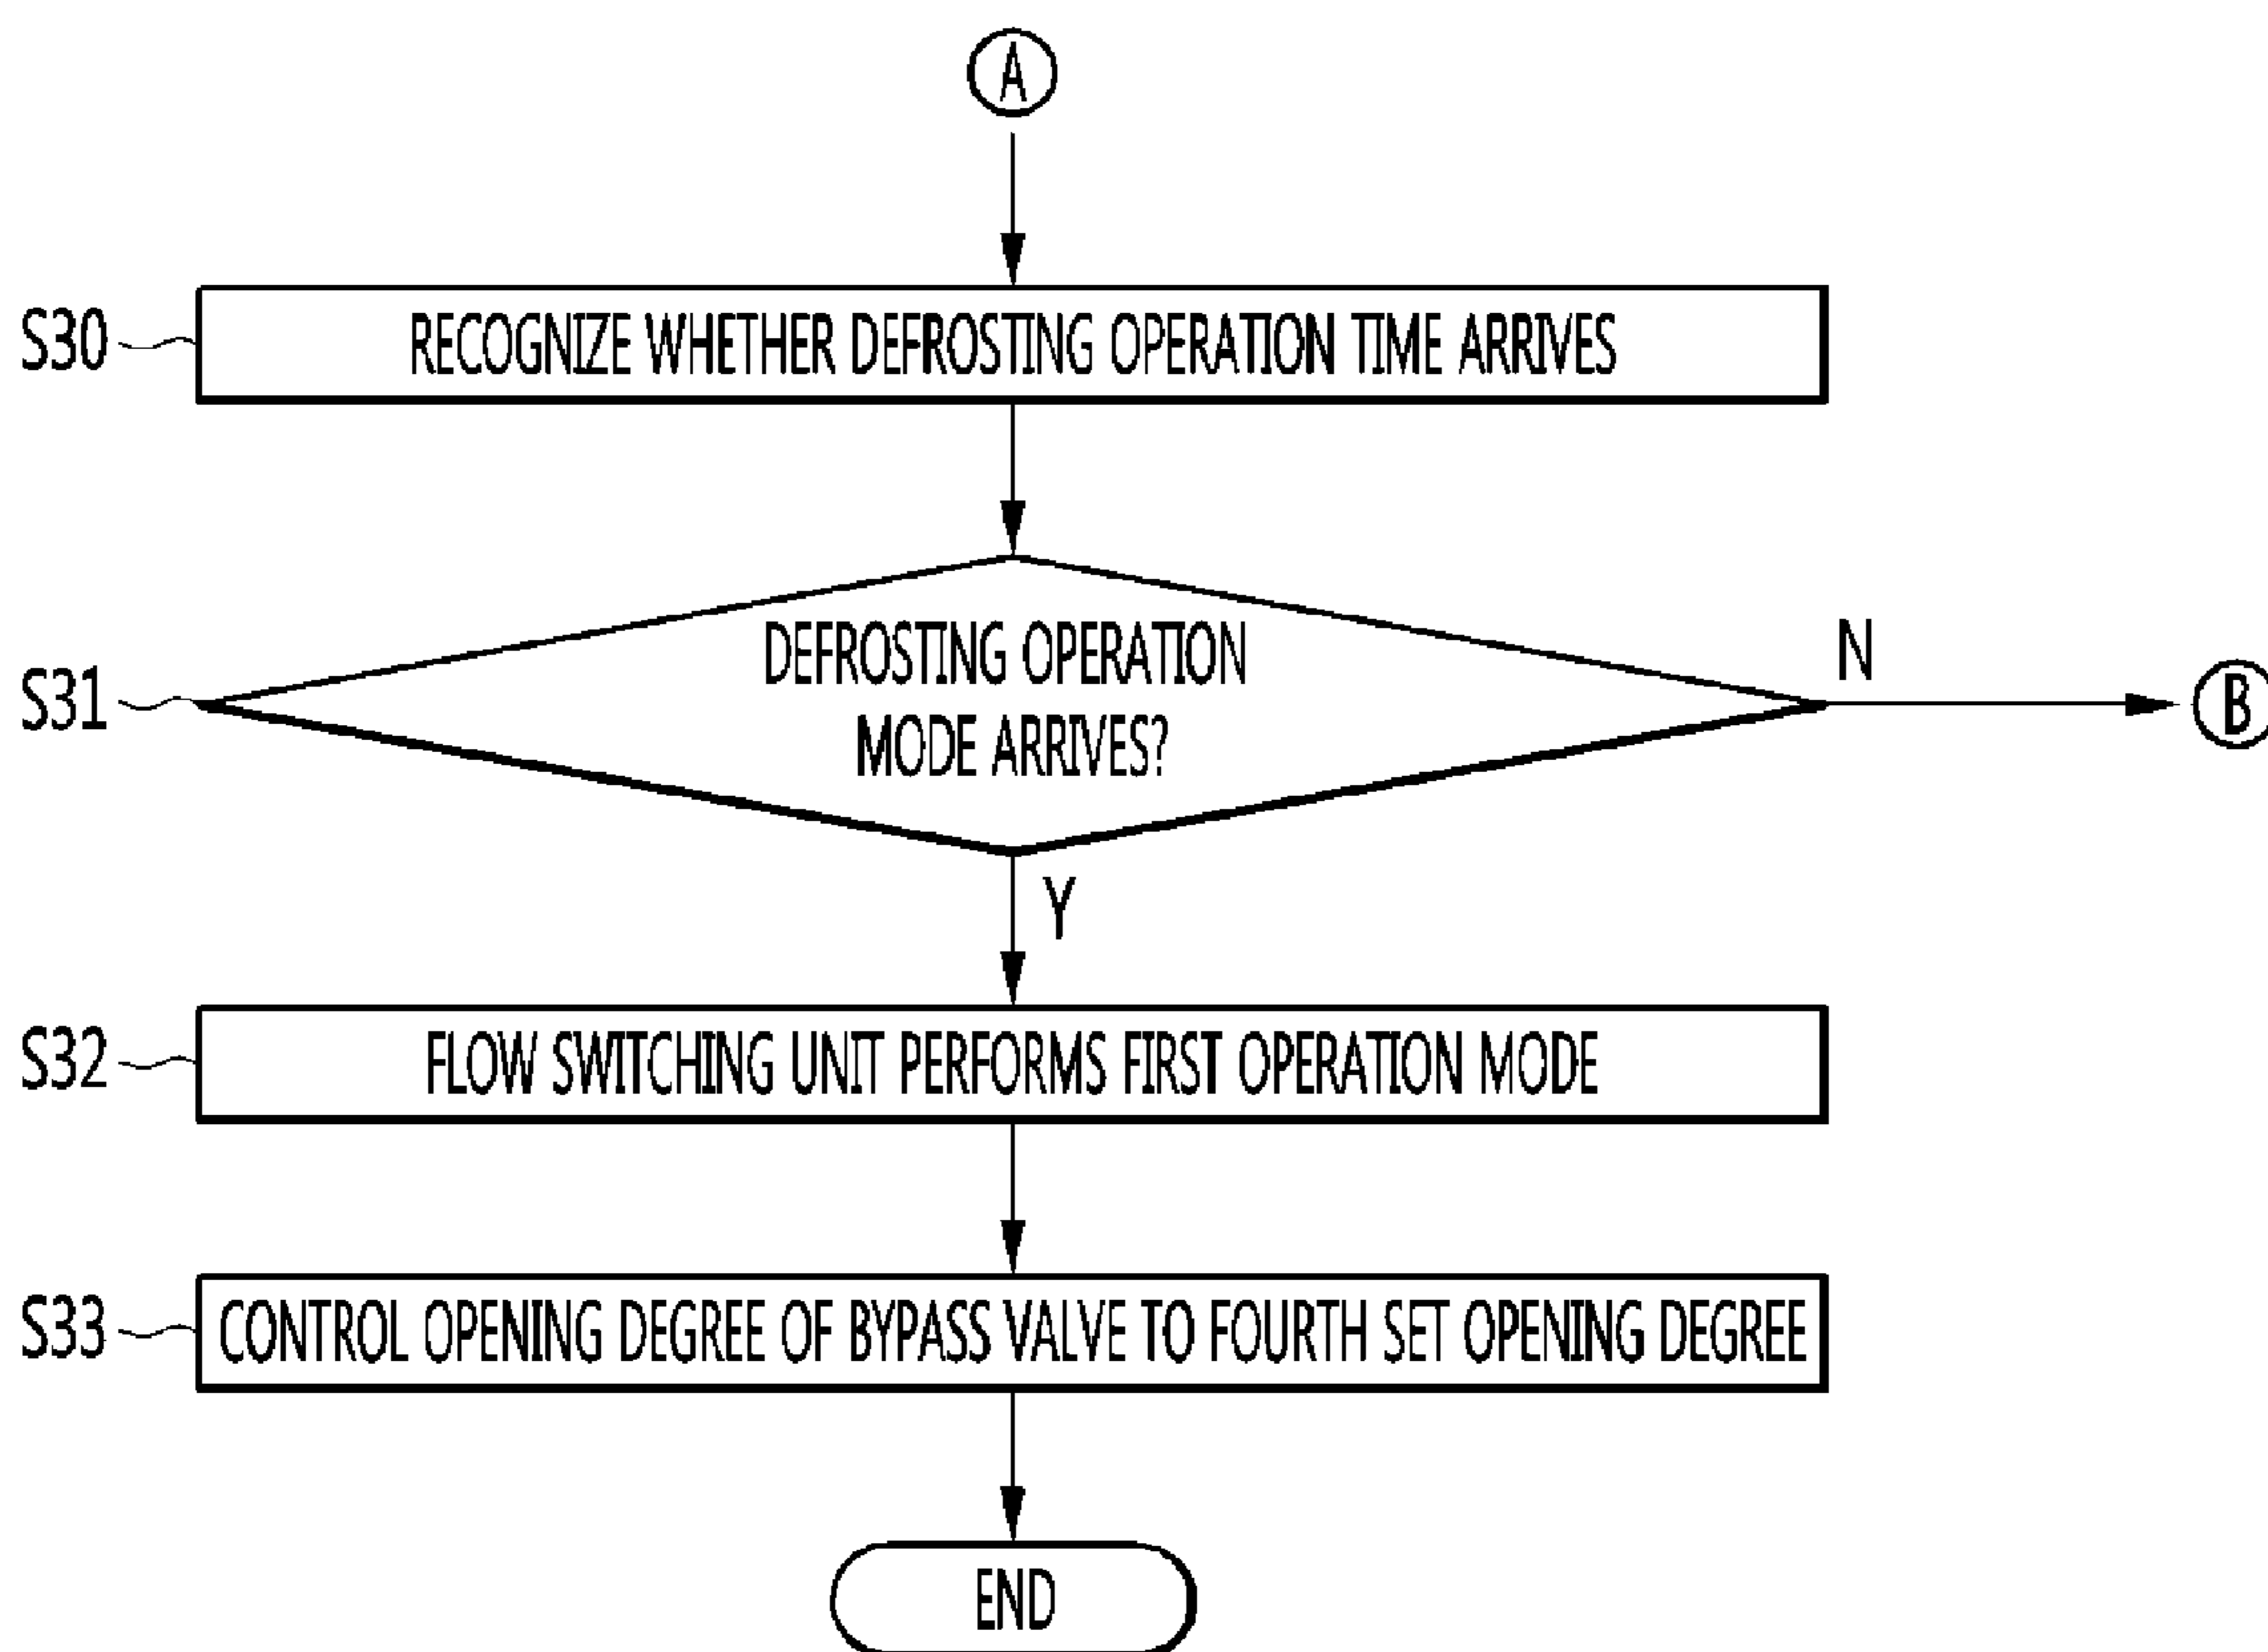 A
S30
RECOGNIZE WHETHER DEFROSTING OPERATION TIME ARRIVES
S31
DEFROSTING OPERATION
MODE ARRIVES?
N
B
Y
S32
FLOW SWITCHING UNIT PERFORMS FIRST OPERATION MODE
S33
CONTROL OPENING DEGREE OF BYPASS VALVE TO FOURTH SET OPENING DEGREE
END